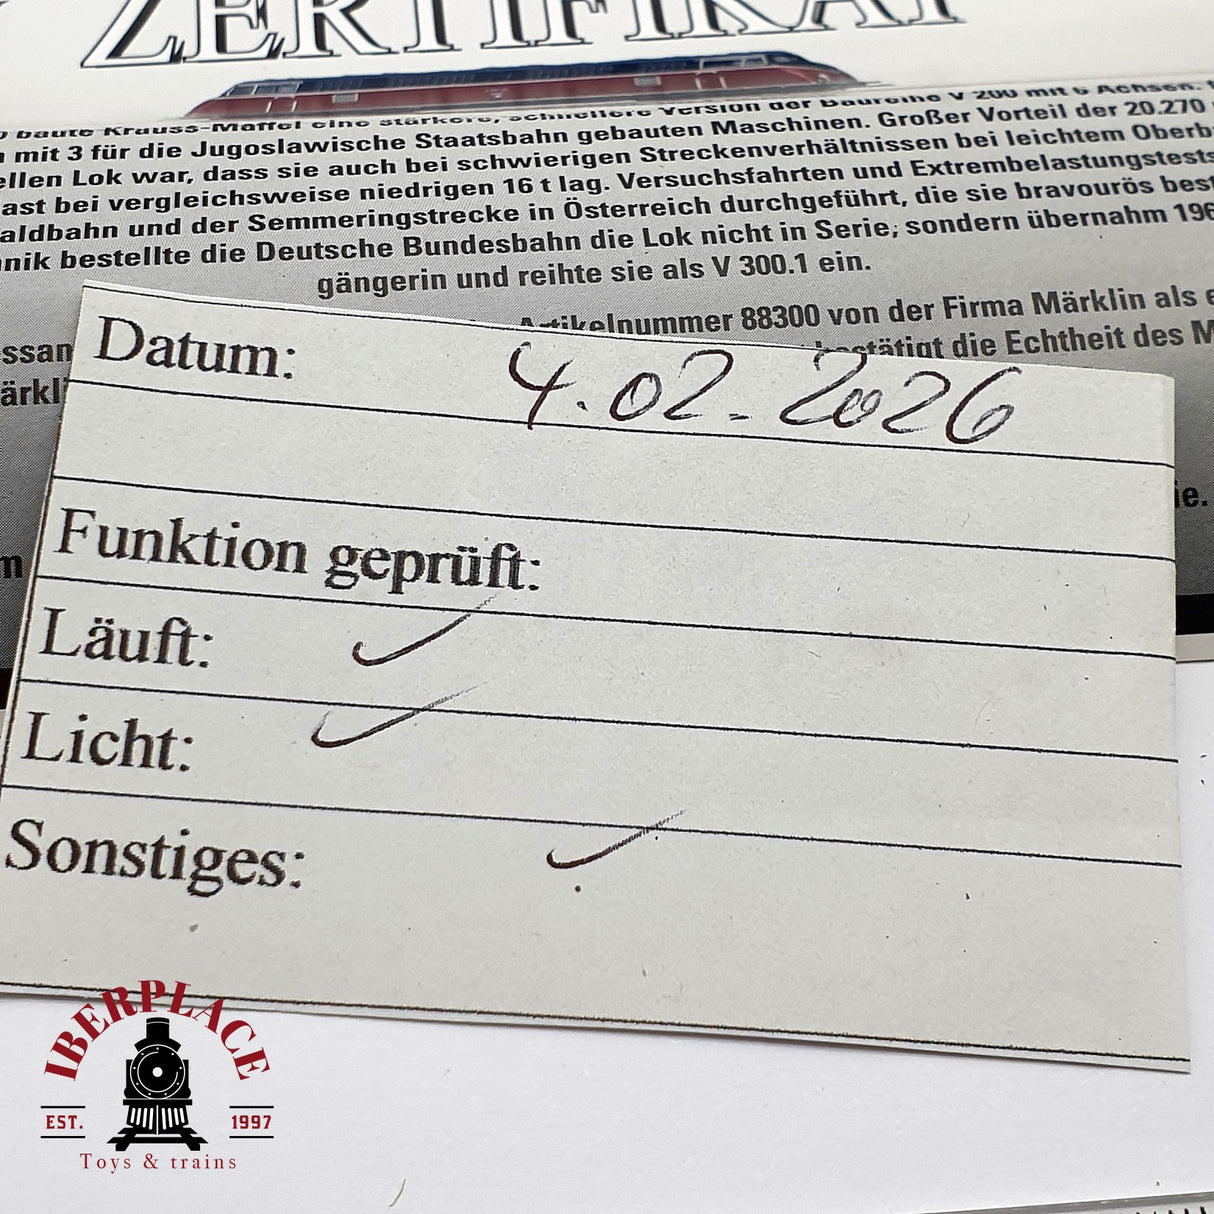 ZERTIFIKAT
baute Krauss-Maffei eine stärkere, schnellere Version der Baureihe V 200 mit 6 Achsen.
mit 3 für die Jugoslawische Staatsbahn gebauten Maschinen. Großer Vorteil der 20.270
ellen Lok war, dass sie auch bei schwierigen Streckenverhältnissen bei leichtem Oberb
ast bei vergleichsweise niedrigen 16 t lag. Versuchsfahrten und Extrembelastungstests
aldbahn und der Semmeringstrecke in Österreich durchgeführt, die sie bravourös best
nik bestellte die Deutsche Bundesbahn die Lok nicht in Serie, sondern übernahm 196
gängerin und reihte sie als V 300.1 ein.
Artikelnummer 88300 von der Firma Märklin als e
ssan bestätigt die Echtheit des M
ärkli
ie.
m
Datum: 4.02.2026
Funktion geprüft:
Läuft: ✓
Licht: ✓
Sonstiges: ✓
IBERPLACE
EST. 1997
Toys & trains